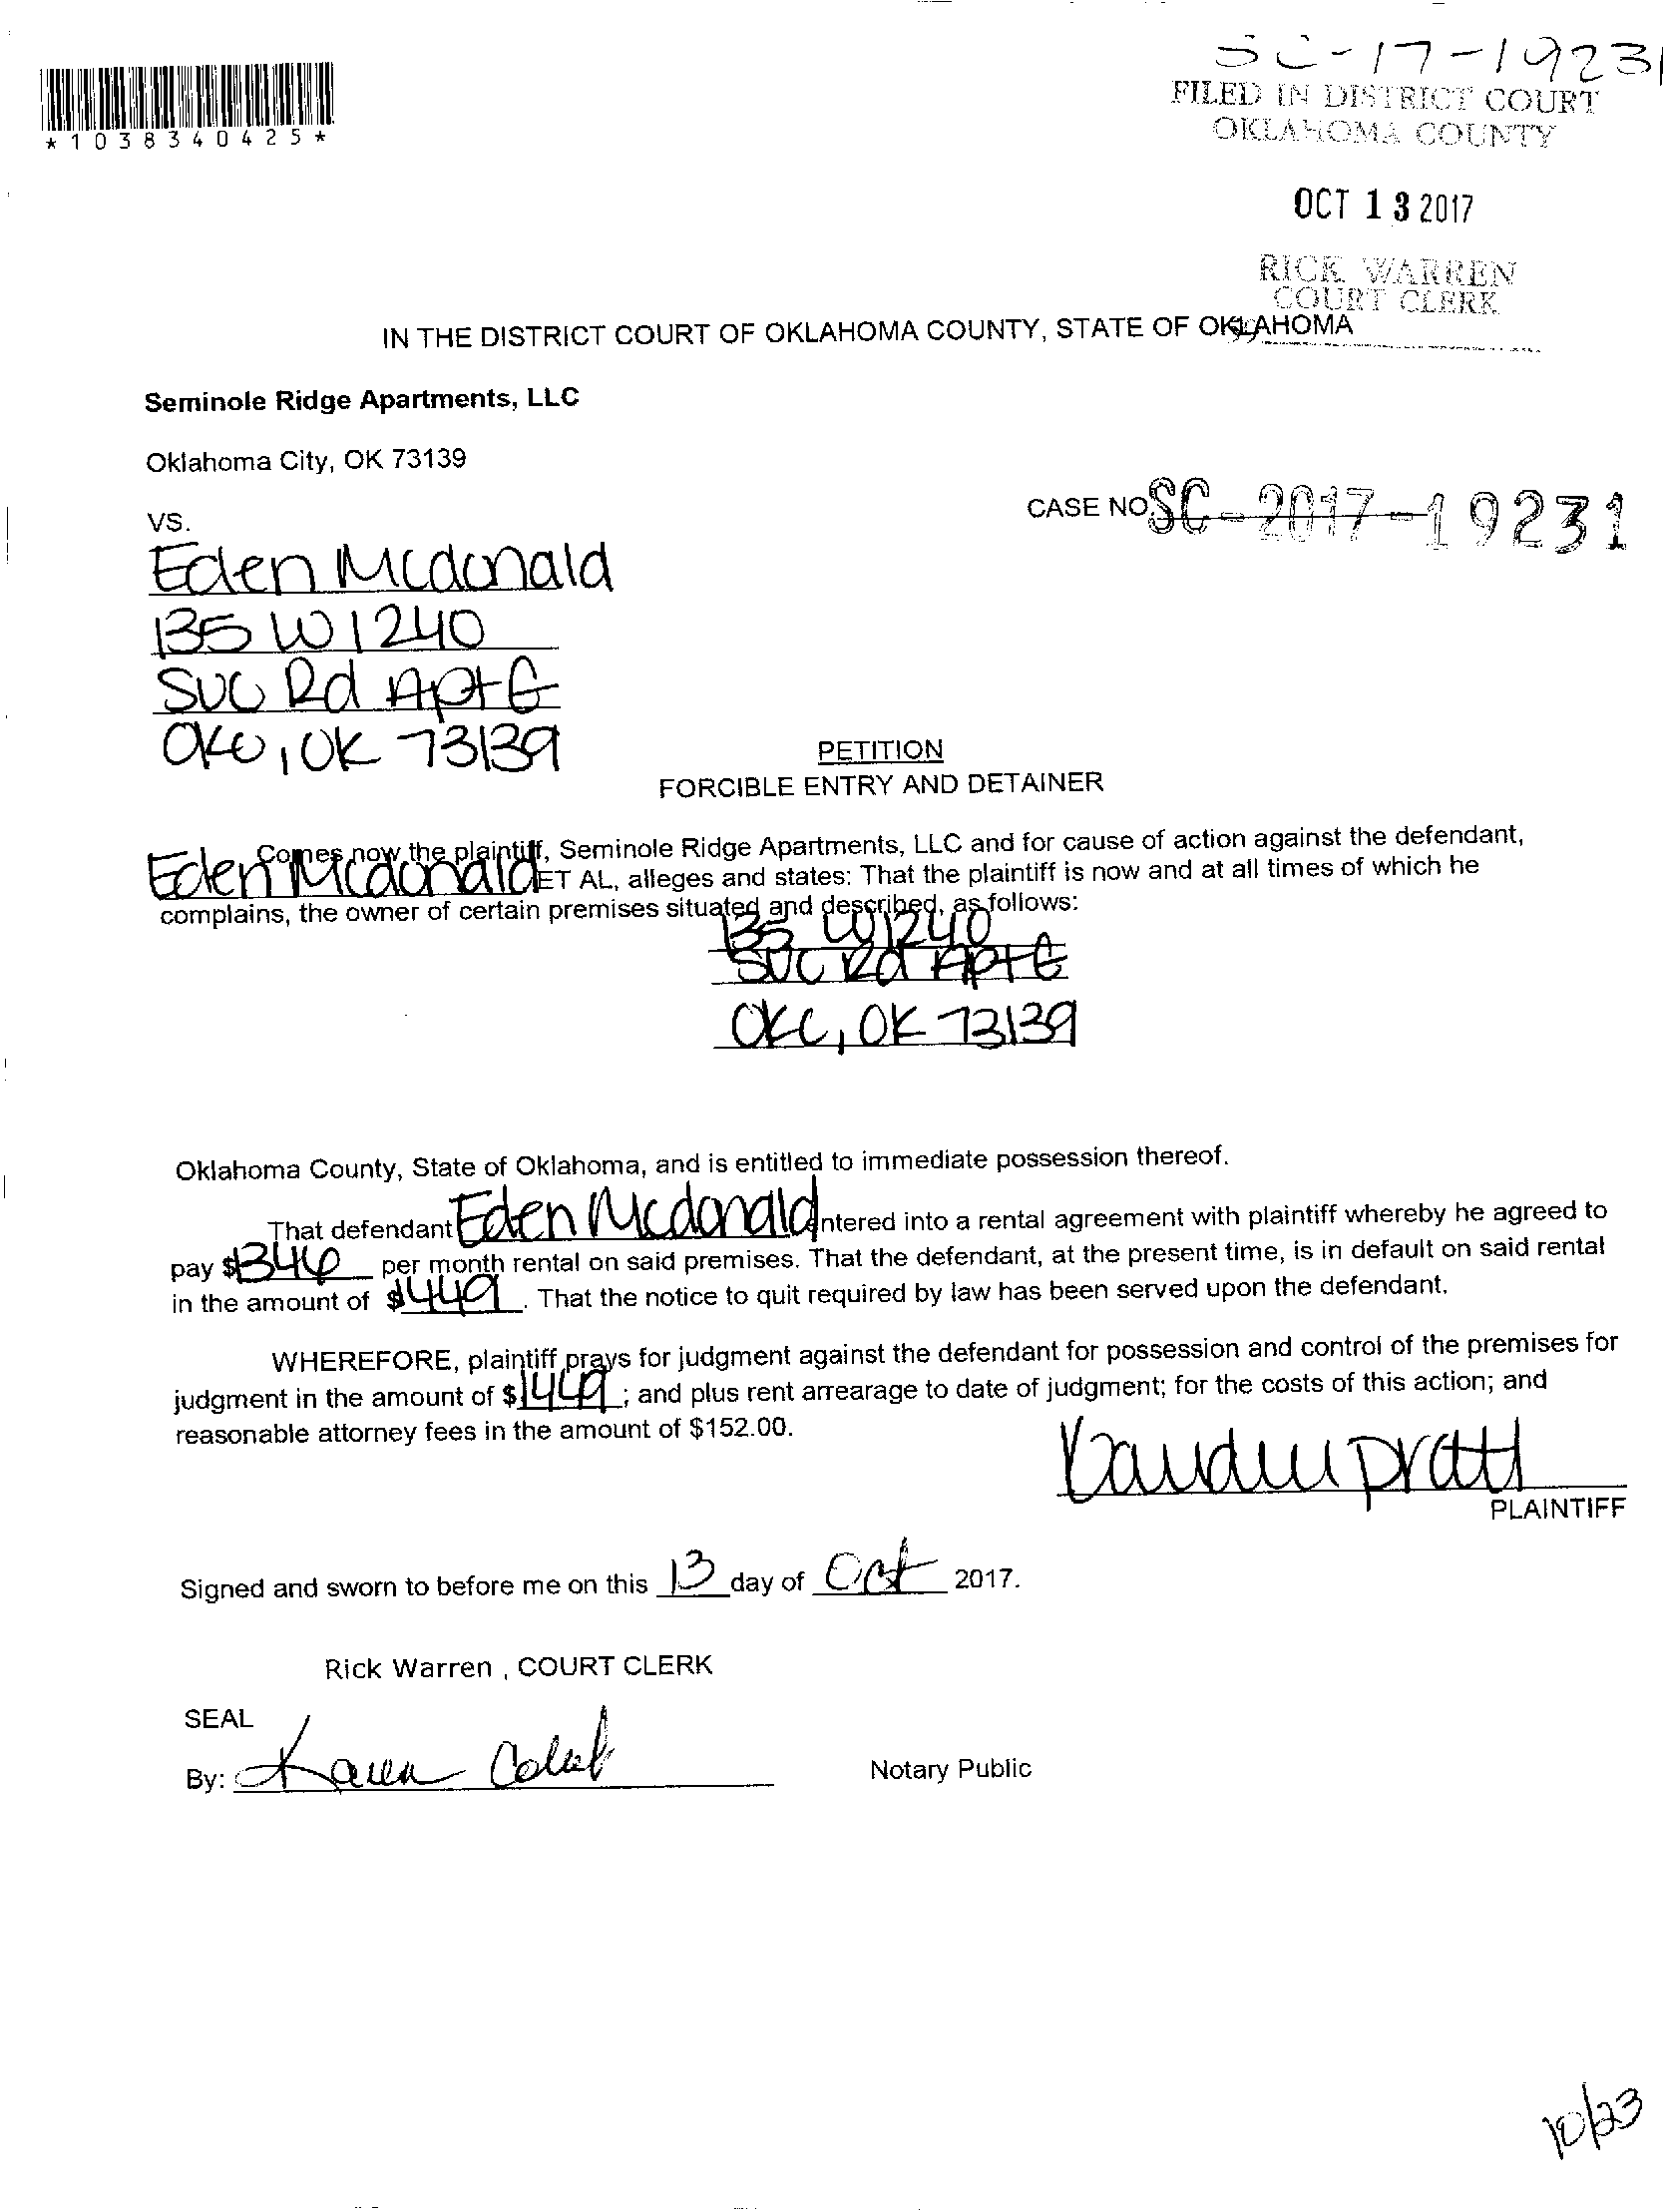 SC-17-19231
FILED IN DISTRICT COURT
OKLAHOMA COUNTY
*1038340425*
OCT 13 2017
RICK WARREN
COURT CLERK
IN THE DISTRICT COURT OF OKLAHOMA COUNTY, STATE OF OKLAHOMA
Seminole Ridge Apartments, LLC
Oklahoma City, OK 73139
CASE NO. SC-2017-19231
VS.
Eden Mcdonald
135 W I 240
SVC Rd Apt G
OKC, OK 73139
PETITION
FORCIBLE ENTRY AND DETAINER
Comes now the plaintiff, Seminole Ridge Apartments, LLC and for cause of action against the defendant,
Eden Mcdonald ET AL, alleges and states: That the plaintiff is now and at all times of which he
complains, the owner of certain premises situated and described, as follows:
135 W I 240
SVC Rd Apt G
OKC, OK 73139
Oklahoma County, State of Oklahoma, and is entitled to immediate possession thereof.
That defendant Eden Mcdonald entered into a rental agreement with plaintiff whereby he agreed to
pay $346 per month rental on said premises. That the defendant, at the present time, is in default on said rental
in the amount of $449. That the notice to quit required by law has been served upon the defendant.
WHEREFORE, plaintiff prays for judgment against the defendant for possession and control of the premises for
judgment in the amount of $ ; and plus rent arrearage to date of judgment; for the costs of this action; and
reasonable attorney fees in the amount of $152.00.
Pratt
PLAINTIFF
Signed and sworn to before me on this 13 day of Oct 2017.
Rick Warren , COURT CLERK
SEAL
By: Karen
Notary Public
10/23